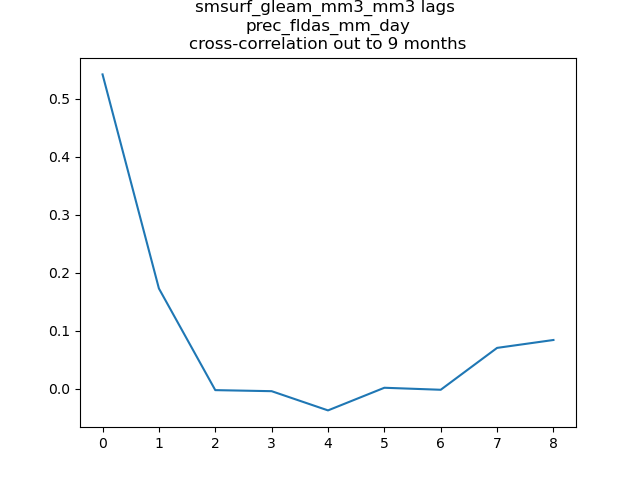 smsurf_gleam_mm3_mm3 lags
prec_fldas_mm_day
cross-correlation out to 9 months
0.5
0.4
0.3
0.2
0.1
0.0
0 1 2 3 4 5 6 7 8